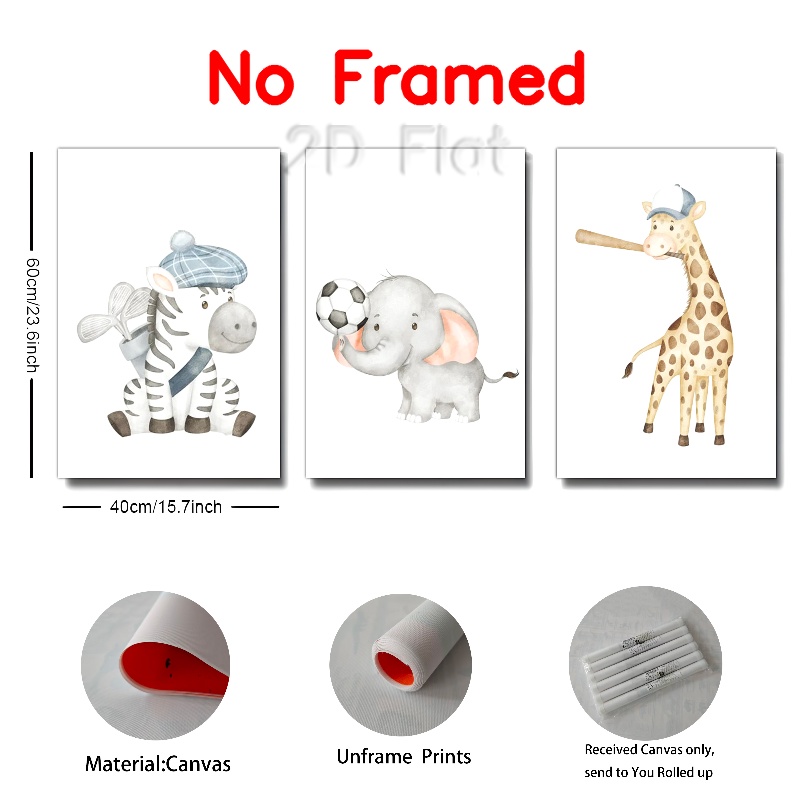 No Framed
2D Flat
60cm/23.6inch
40cm/15.7inch
Material:Canvas
Unframe Prints
Received Canvas only,
send to You Rolled up